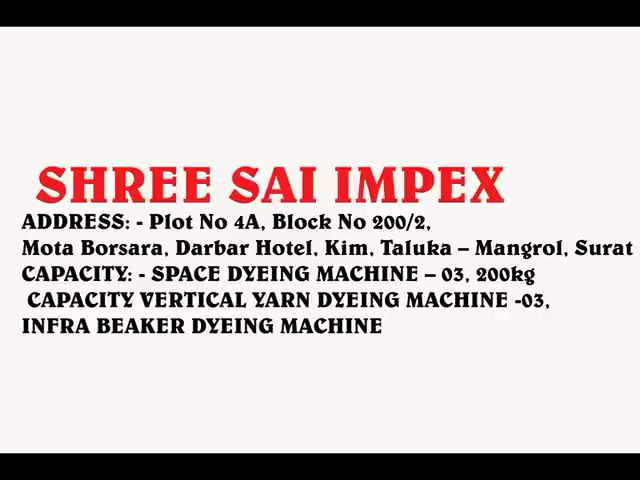 SHREE SAI IMPEX
ADDRESS: - Plot No 4A, Block No 200/2,
Mota Borsara, Darbar Hotel, Kim, Taluka – Mangrol, Surat
CAPACITY: - SPACE DYEING MACHINE – 03, 200kg
CAPACITY VERTICAL YARN DYEING MACHINE -03,
INFRA BEAKER DYEING MACHINE